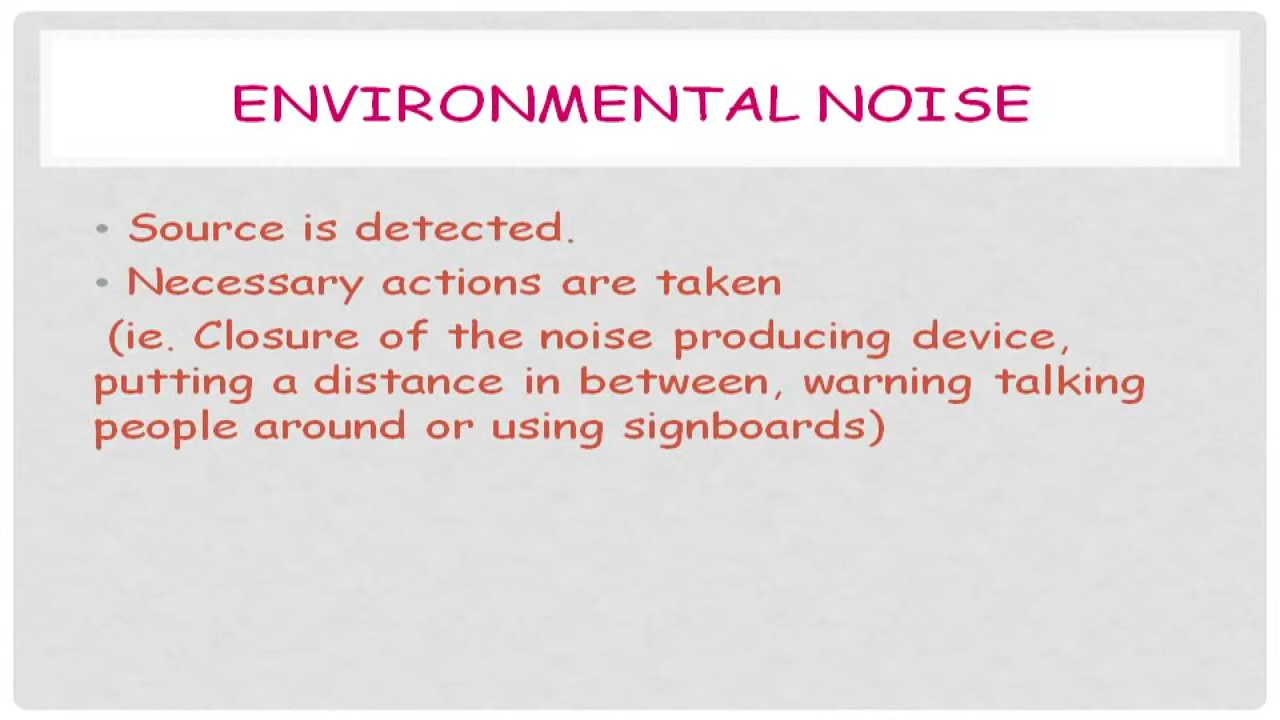 ENVIRONMENTAL NOISE
• Source is detected.
• Necessary actions are taken
(ie. Closure of the noise producing device,
putting a distance in between, warning talking
people around or using signboards)